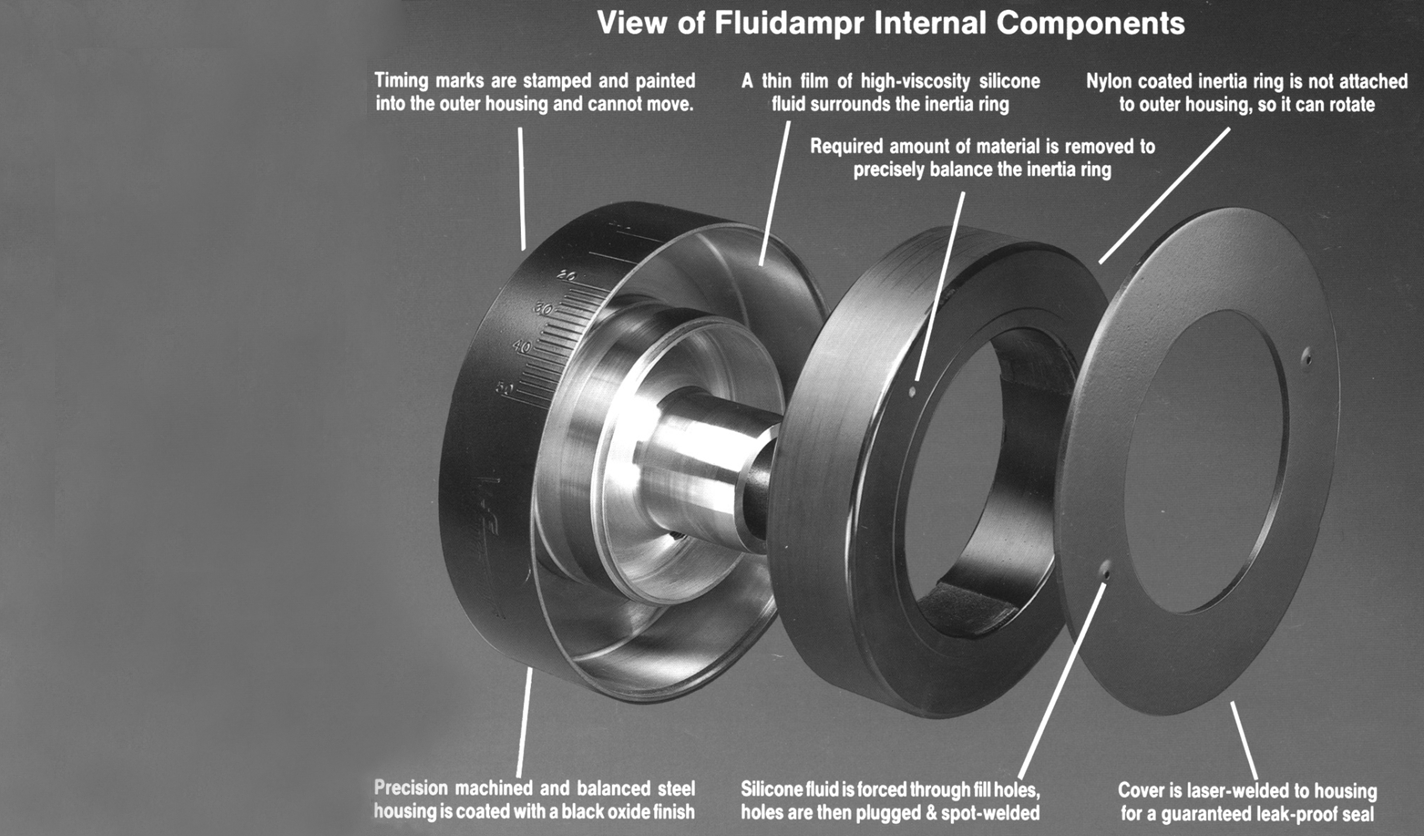 View of Fluidampr Internal Components
Timing marks are stamped and painted
into the outer housing and cannot move.
A thin film of high-viscosity silicone
fluid surrounds the inertia ring
Nylon coated inertia ring is not attached
to outer housing, so it can rotate
Required amount of material is removed to
precisely balance the inertia ring
20
30
40
50
Precision machined and balanced steel
housing is coated with a black oxide finish
Silicone fluid is forced through fill holes,
holes are then plugged & spot-welded
Cover is laser-welded to housing
for a guaranteed leak-proof seal